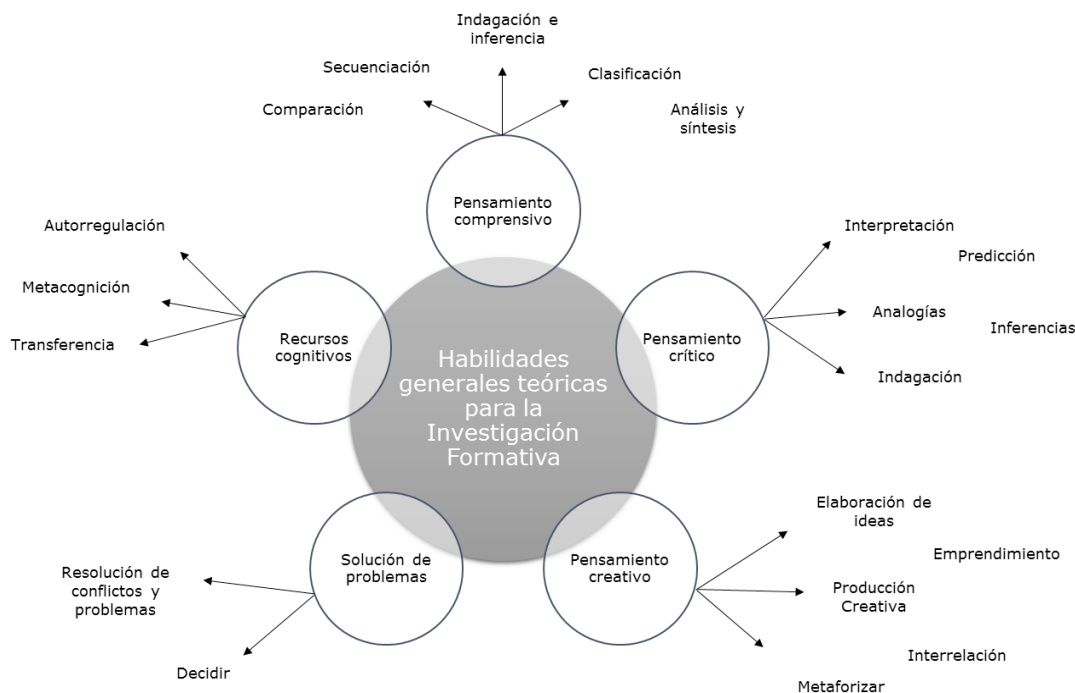 Indagación e
inferencia
Secuenciación
Clasificación
Comparación
Análisis y
síntesis
Pensamiento
comprensivo
Autorregulación
Metacognición
Transferencia
Recursos
cognitivos
Interpretación
Predicción
Analogías
Inferencias
Indagación
Pensamiento
crítico
Habilidades
generales teóricas
para la
Investigación
Formativa
Solución de
problemas
Resolución de
conflictos y
problemas
Decidir
Pensamiento
creativo
Elaboración de
ideas
Emprendimiento
Producción
Creativa
Interrelación
Metaforizar